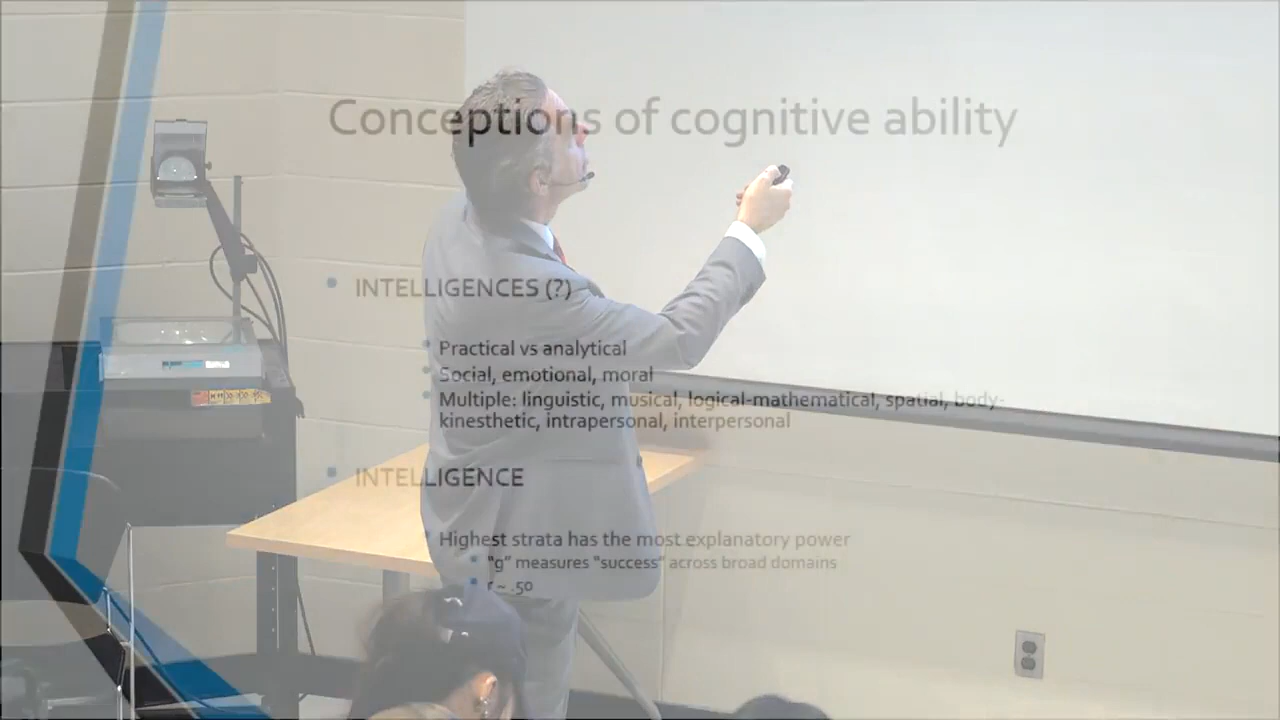 Conceptions of cognitive ability
INTELLIGENCES (?)
Practical vs analytical
Social, emotional, moral
Multiple: linguistic, musical, logical-mathematical, spatial, body-
kinesthetic, intrapersonal, interpersonal
INTELLIGENCE
Highest strata has the most explanatory power
"g" measures "success" across broad domains
r ~ .50